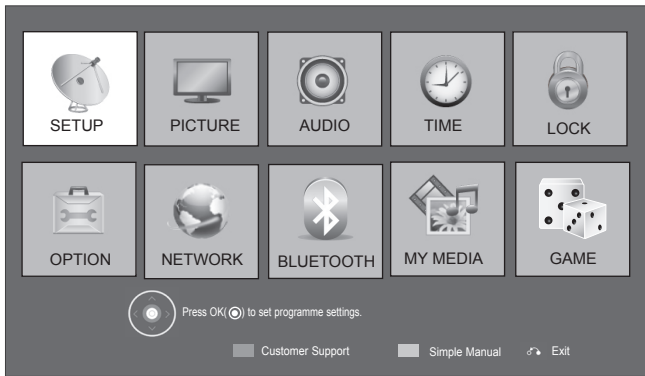 SETUP PICTURE AUDIO TIME LOCK
OPTION NETWORK BLUETOOTH MY MEDIA GAME
Press OK( ) to set programme settings.
Customer Support Simple Manual Exit